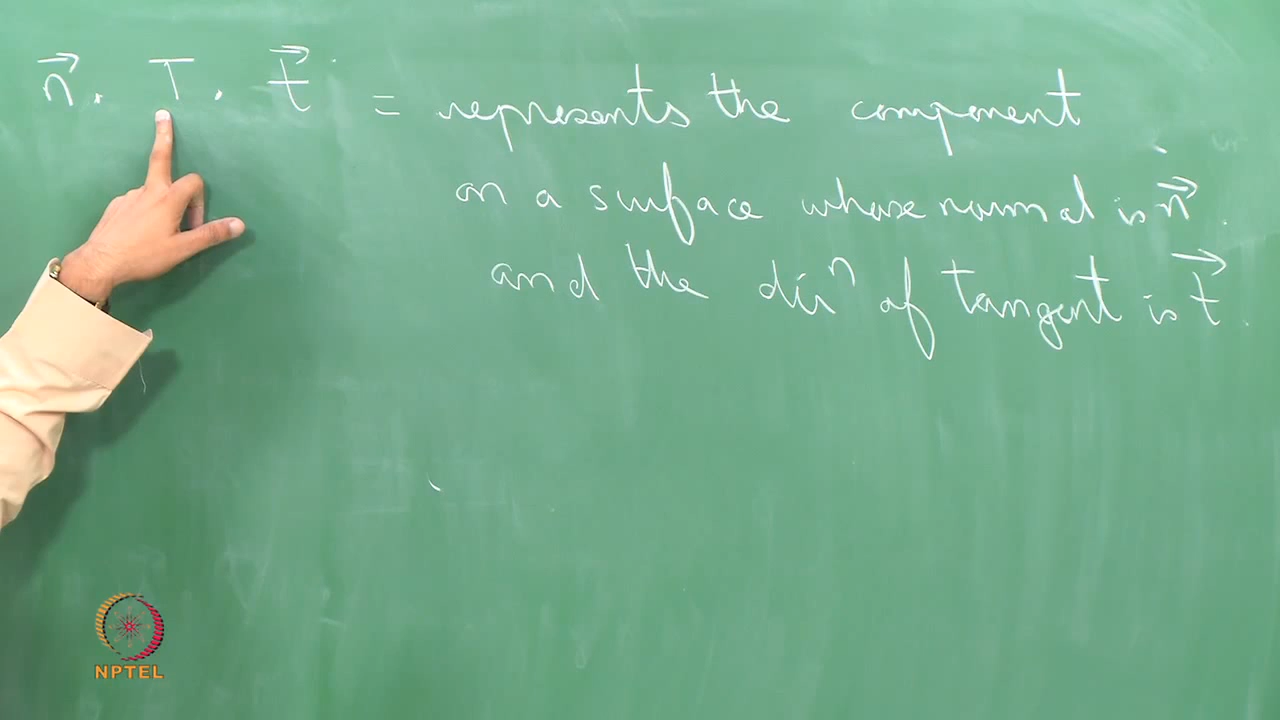 n⃗ . T . t⃗ = represents the component
on a surface whose normal is n⃗.
and the dirⁿ of tangent is t⃗.
NPTEL